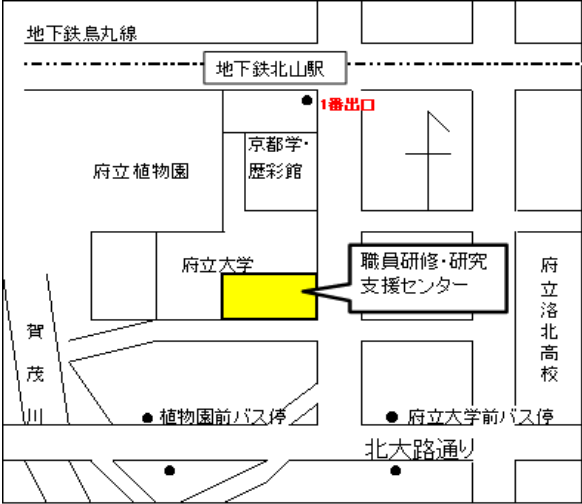 地下鉄烏丸線
地下鉄北山駅
1番出口
京都学・
歴彩館
府立植物園
府立大学
職員研修・研究
支援センター
府立洛北高校
賀茂川
植物園前バス停
府立大学前バス停
北大路通り